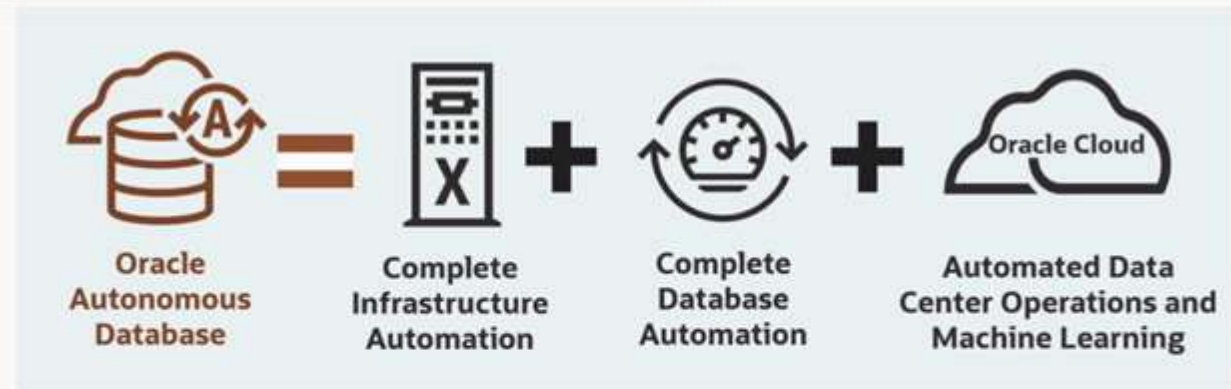 A
X
Oracle Cloud
Oracle
Autonomous
Database
Complete
Infrastructure
Automation
Complete
Database
Automation
Automated Data
Center Operations and
Machine Learning